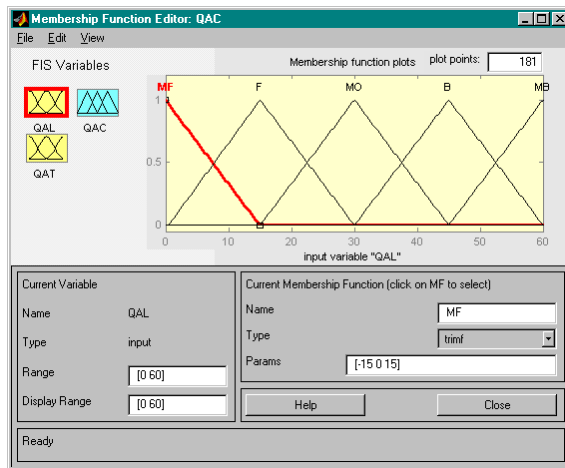 Membership Function Editor: QAC
File Edit View
FIS Variables
Membership function plots plot points: 181
MF F MO B MB
QAL QAC
QAT
1
0.5
0
0 10 20 30 40 50 60
input variable "QAL"
Current Variable
Name QAL
Type input
Range [0 60]
Display Range [0 60]
Current Membership Function (click on MF to select)
Name MF
Type trimf
Params [-15 0 15]
Help Close
Ready